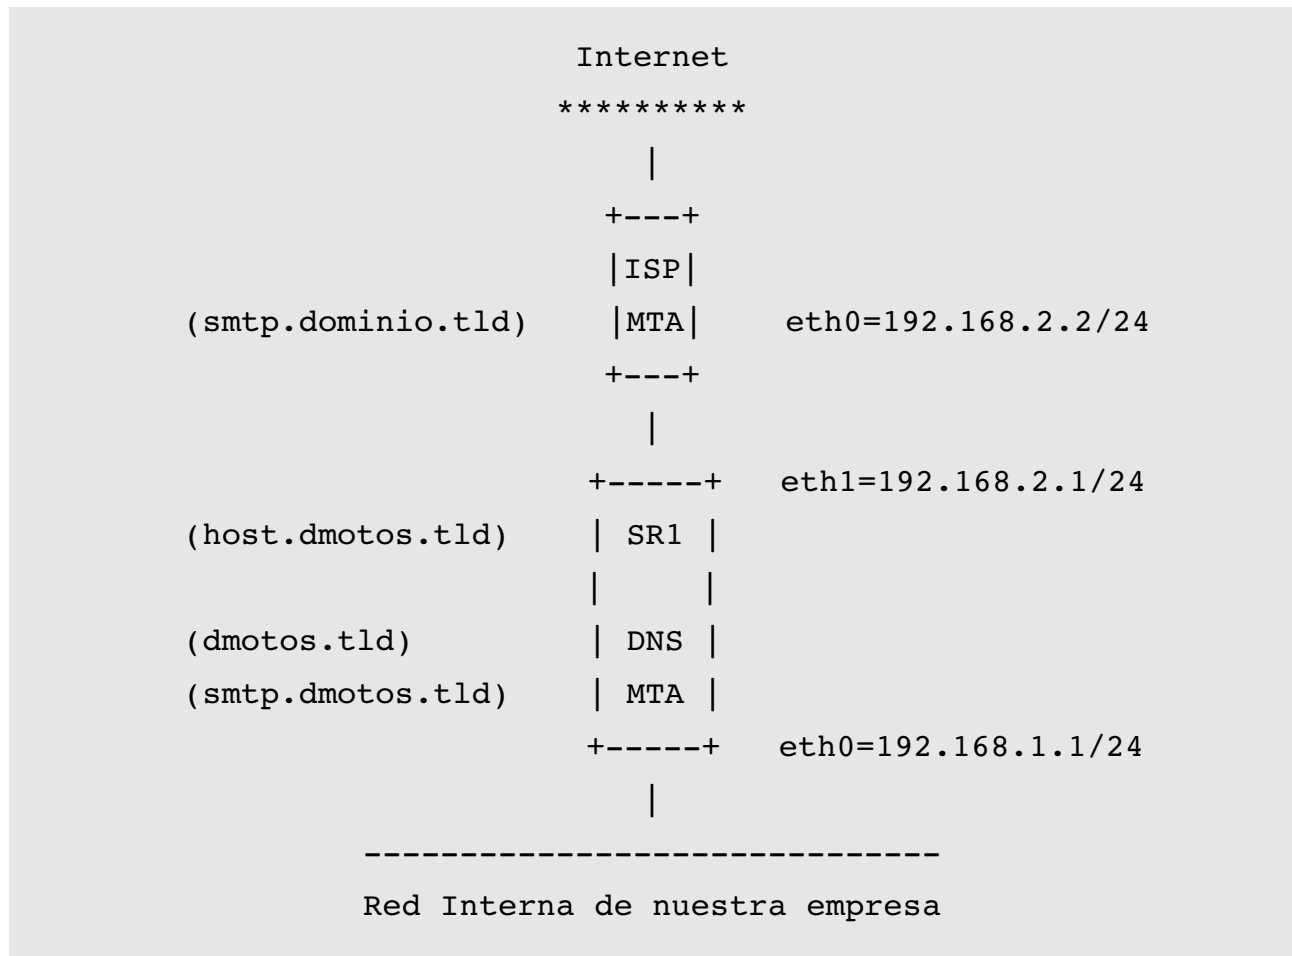 Internet
**********
|
+---+
|ISP|
(smtp.dominio.tld) |MTA| eth0=192.168.2.2/24
+---+
|
+-----+ eth1=192.168.2.1/24
(host.dmotos.tld) | SR1 |
| |
(dmotos.tld) | DNS |
(smtp.dmotos.tld) | MTA |
+-----+ eth0=192.168.1.1/24
|
------------------------------
Red Interna de nuestra empresa